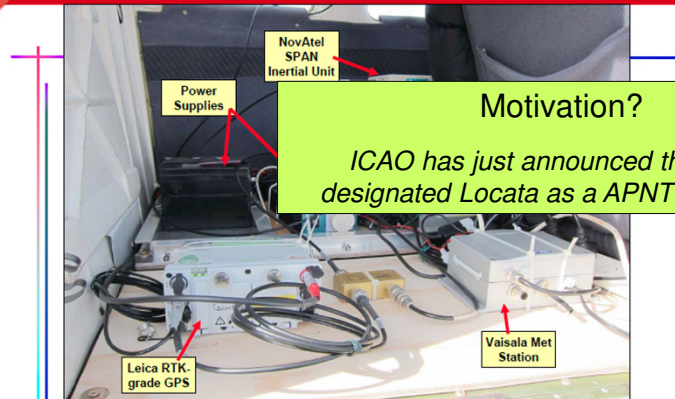 NovAtel
SPAN
Inertial Unit
Power
Supplies
Motivation?
ICAO has just announced
designated Locata as a APNT
Leica RTK-
grade GPS
Vaisala Met
Station